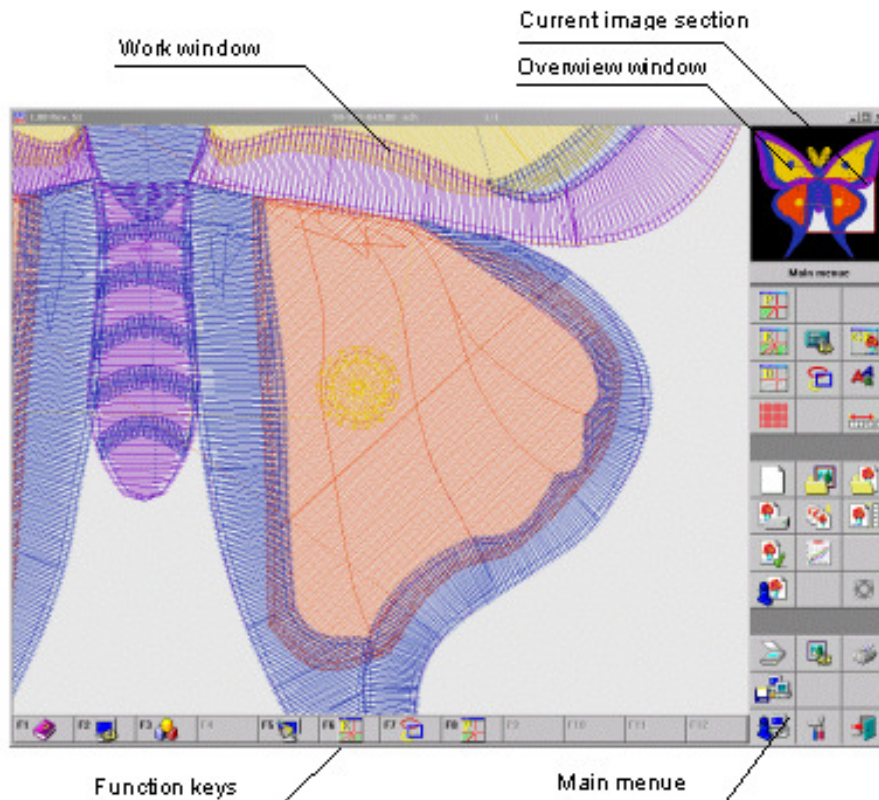 Current image section
Work window
Overwiew window
Main menue
F1 F2 F3 F4 F5 F6 F7 F8 F9 F10 F11 F12
Function keys
Main menue